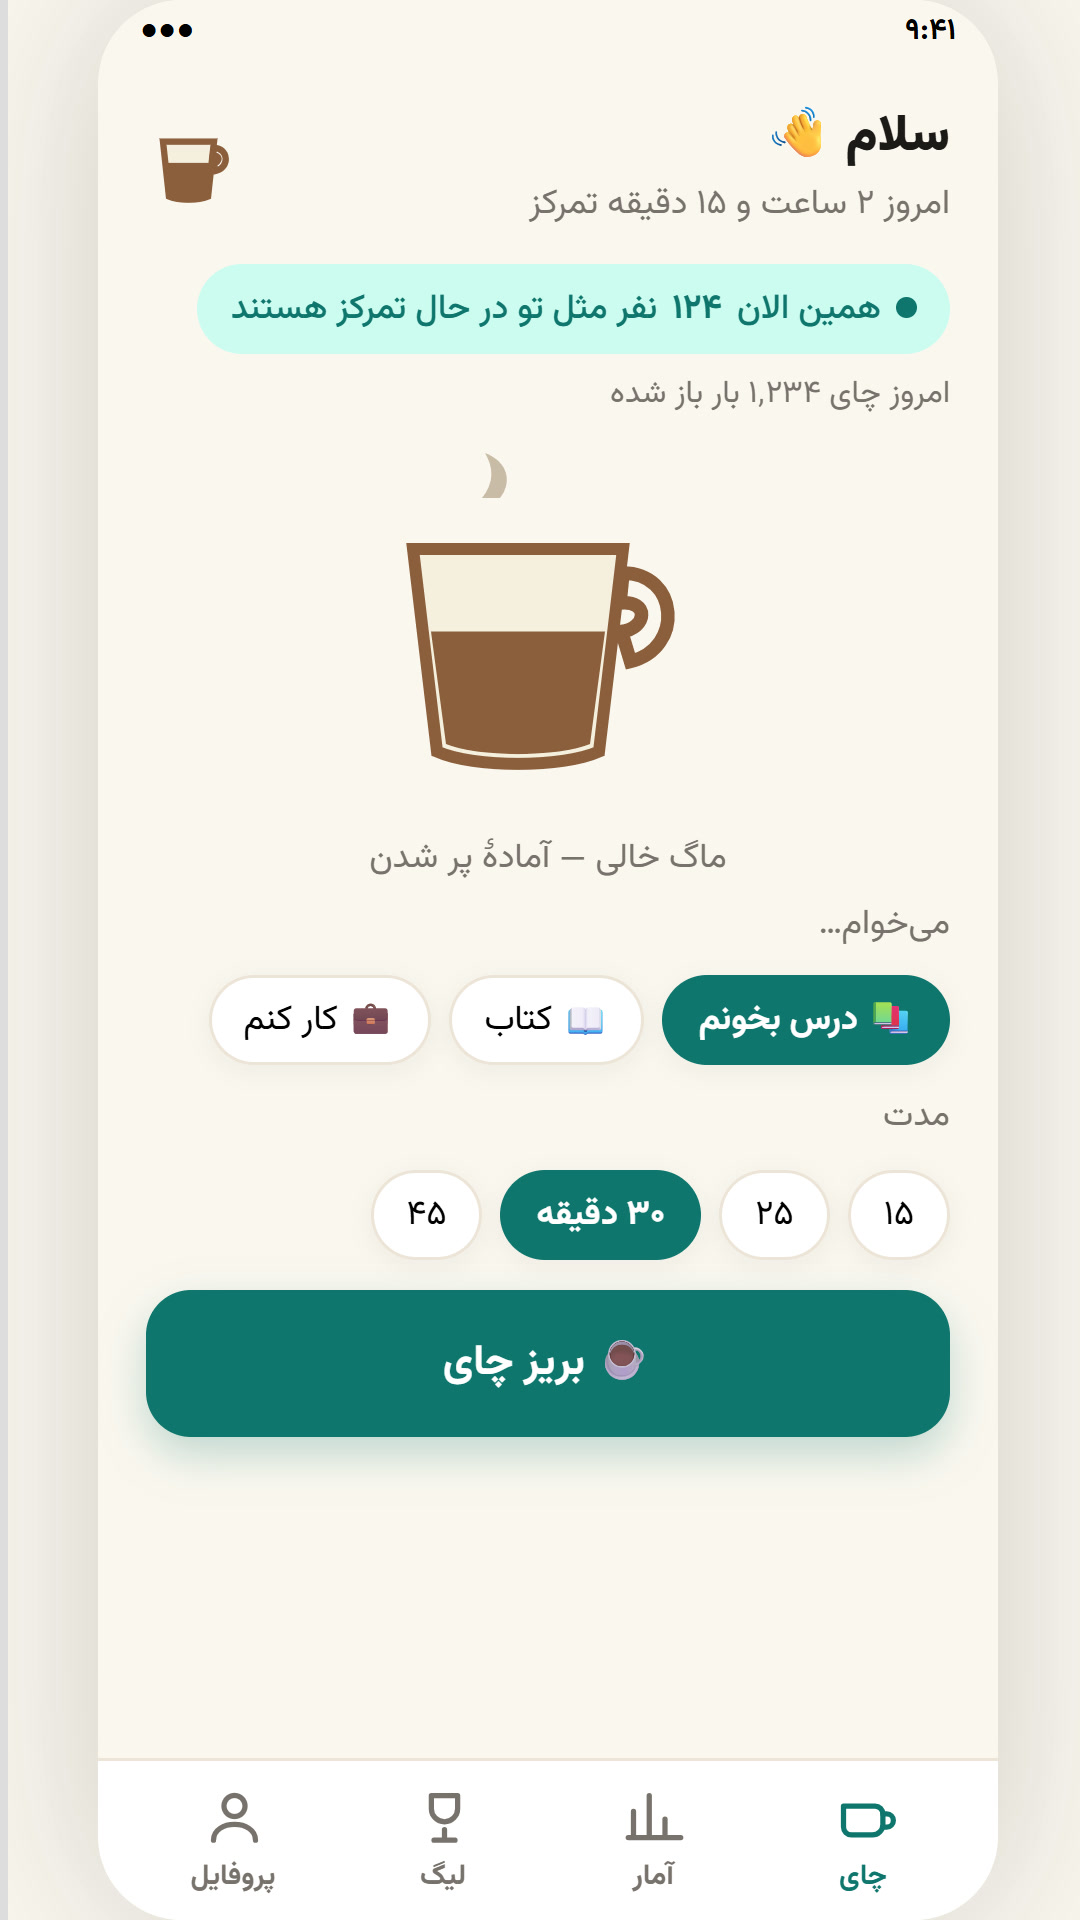 ۹:۴۱
سلام 👋
امروز ۲ ساعت و ۱۵ دقیقه تمرکز
همین الان ۱۲۴ نفر مثل تو در حال تمرکز هستند
امروز چای ۱,۲۳۴ بار باز شده
ماگ خالی — آمادهٔ پر شدن
می‌خوام...
📚 درس بخونم
📖 کتاب
💼 کار کنم
مدت
۱۵
۲۵
۳۰ دقیقه
۴۵
☕ بریز چای
چای
آمار
لیگ
پروفایل